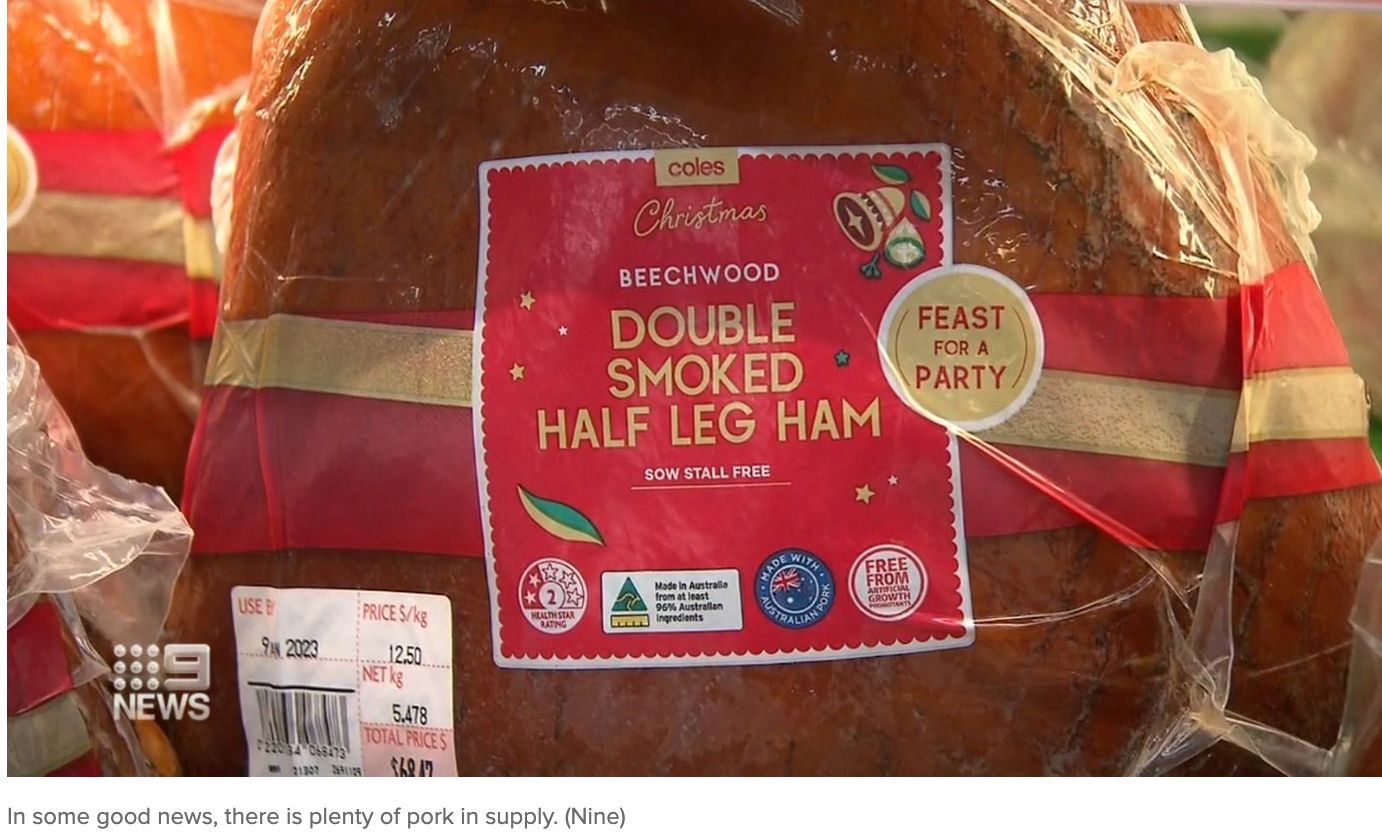 coles
Christmas
BEECHWOOD
DOUBLE
SMOKED
HALF LEG HAM
SOW STALL FREE
FEAST
FOR A
PARTY
2
HEALTH STAR
RATING
Made in Australia
from at least
96% Australian
ingredients
MADE WITH
AUSTRALIAN PORK
FREE
FROM
ARTIFICIAL
GROWTH
PROMOTANTS
USE BY
2023
PRICE $/kg
12.50
NET kg
5.478
TOTAL PRICE $
$68.47
068473
9
NEWS
In some good news, there is plenty of pork in supply. (Nine)